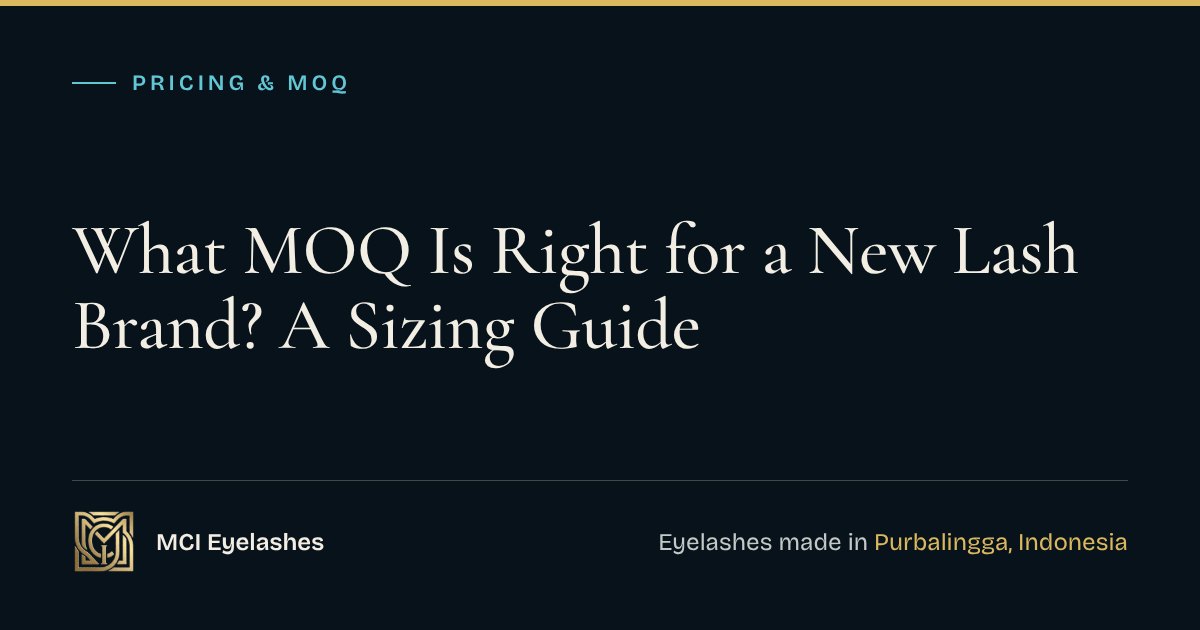 PRICING & MOQ
What MOQ Is Right for a New Lash
Brand? A Sizing Guide
MCI Eyelashes
Eyelashes made in Purbalingga, Indonesia